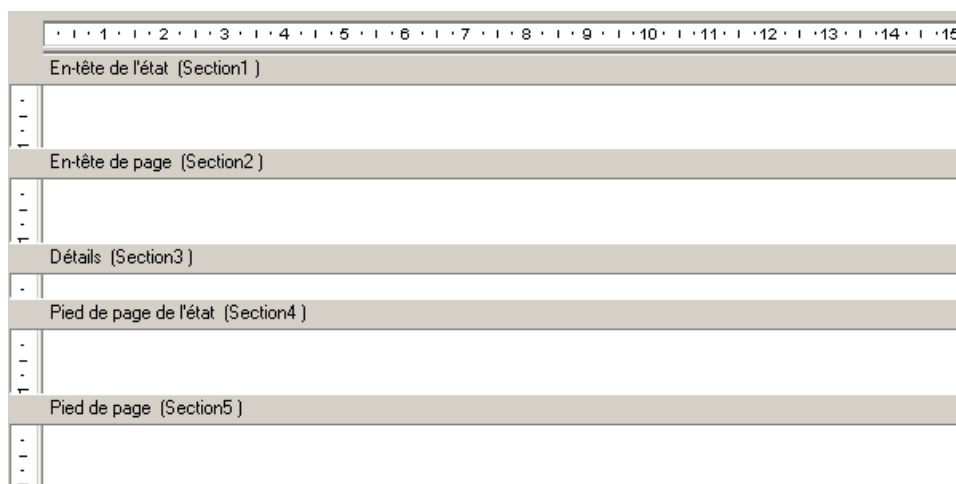 1 2 3 4 5 6 7 8 9 10 11 12 13 14 15
En-tête de l'état (Section1 )
En-tête de page (Section2 )
Détails (Section3 )
Pied de page de l'état (Section4 )
Pied de page (Section5 )